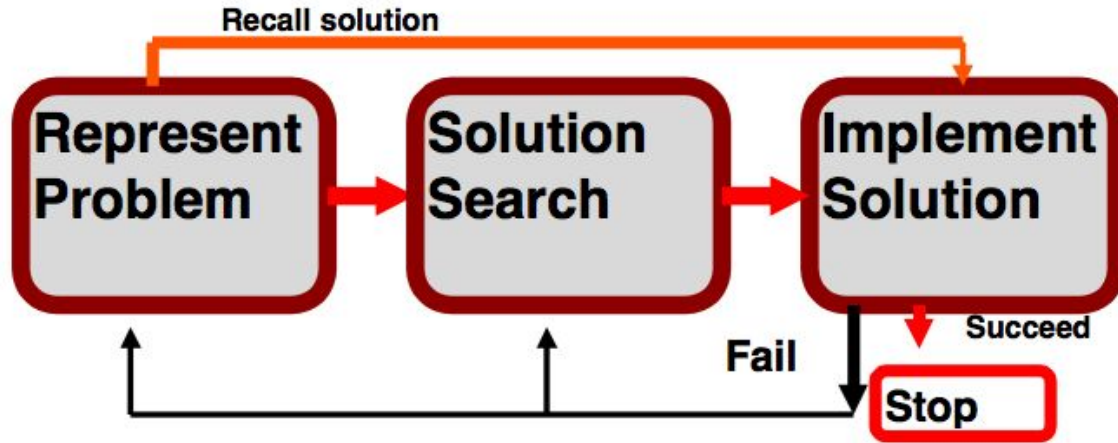 Recall solution
Represent
Problem
Solution
Search
Implement
Solution
Fail
Succeed
Stop